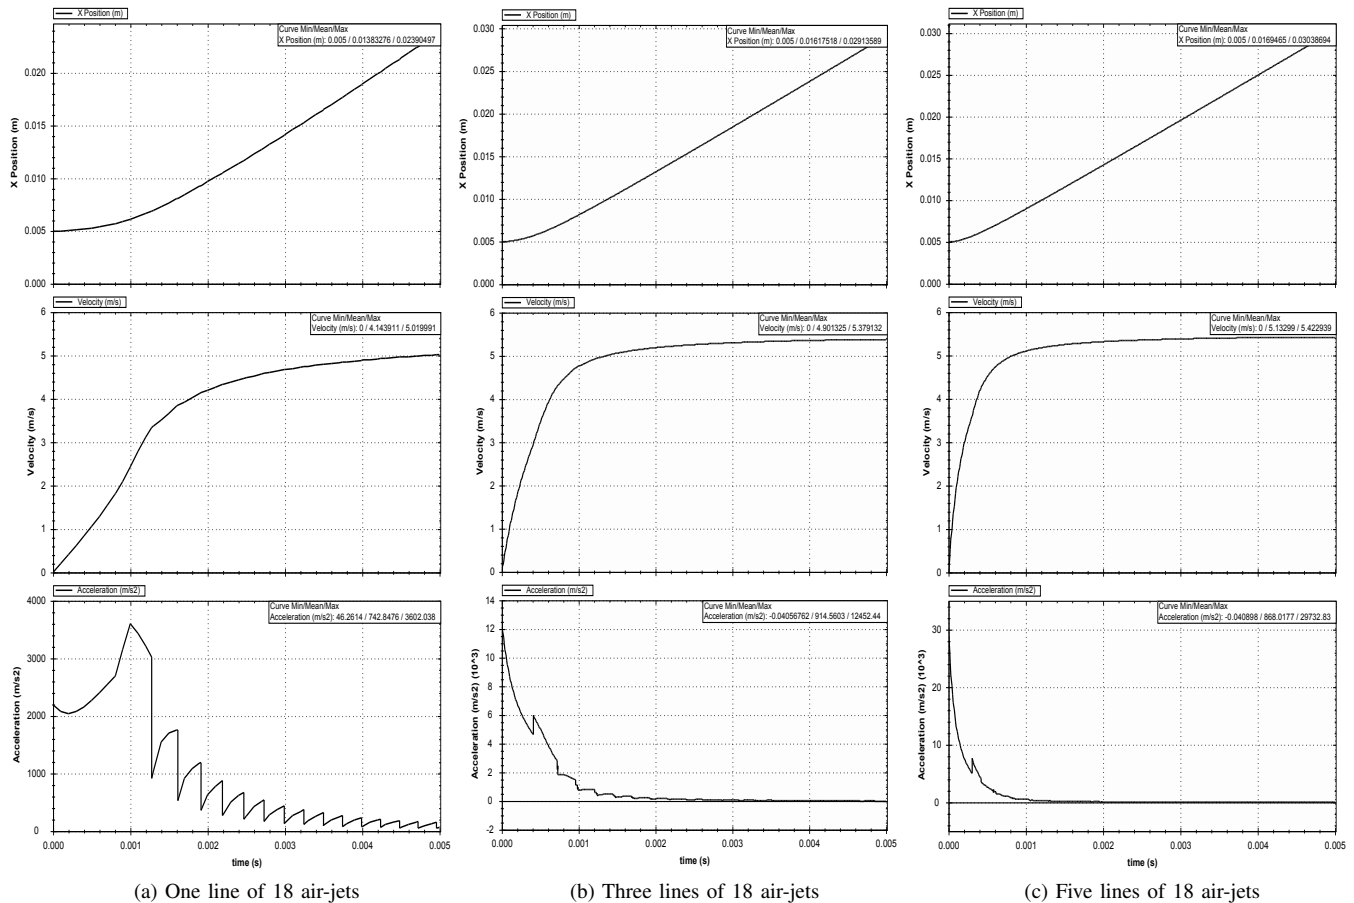 X Position (m)
Curve Min/Mean/Max
X Position (m): 0.005 / 0.01383276 / 0.02390497
0.020
0.015
0.010
0.005
0.000
X Position (m)
Velocity (m/s)
Curve Min/Mean/Max
Velocity (m/s): 0 / 4.143911 / 5.019991
6
5
4
3
2
1
0
Velocity (m/s)
Acceleration (m/s2)
Curve Min/Mean/Max
Acceleration (m/s2): 46.2614 / 742.8476 / 3602.038
4000
3000
2000
1000
0
Acceleration (m/s2)
0.000 0.001 0.002 0.003 0.004 0.005
time (s)
(a) One line of 18 air-jets
X Position (m)
Curve Min/Mean/Max
X Position (m): 0.005 / 0.01617518 / 0.02913589
0.030
0.025
0.020
0.015
0.010
0.005
0.000
X Position (m)
Velocity (m/s)
Curve Min/Mean/Max
Velocity (m/s): 0 / 4.901325 / 5.379132
6
5
4
3
2
1
0
Velocity (m/s)
Acceleration (m/s2)
Curve Min/Mean/Max
Acceleration (m/s2): -0.04056762 / 914.5603 / 12452.44
14
12
10
8
6
4
2
0
-2
Acceleration (m/s2) (10^3)
0.000 0.001 0.002 0.003 0.004 0.005
time (s)
(b) Three lines of 18 air-jets
X Position (m)
Curve Min/Mean/Max
X Position (m): 0.005 / 0.0169465 / 0.03038694
0.030
0.025
0.020
0.015
0.010
0.005
0.000
X Position (m)
Velocity (m/s)
Curve Min/Mean/Max
Velocity (m/s): 0 / 5.13299 / 5.422939
6
5
4
3
2
1
0
Velocity (m/s)
Acceleration (m/s2)
Curve Min/Mean/Max
Acceleration (m/s2): -0.040898 / 868.0177 / 29732.83
30
20
10
0
Acceleration (m/s2) (10^3)
0.000 0.001 0.002 0.003 0.004 0.005
time (s)
(c) Five lines of 18 air-jets